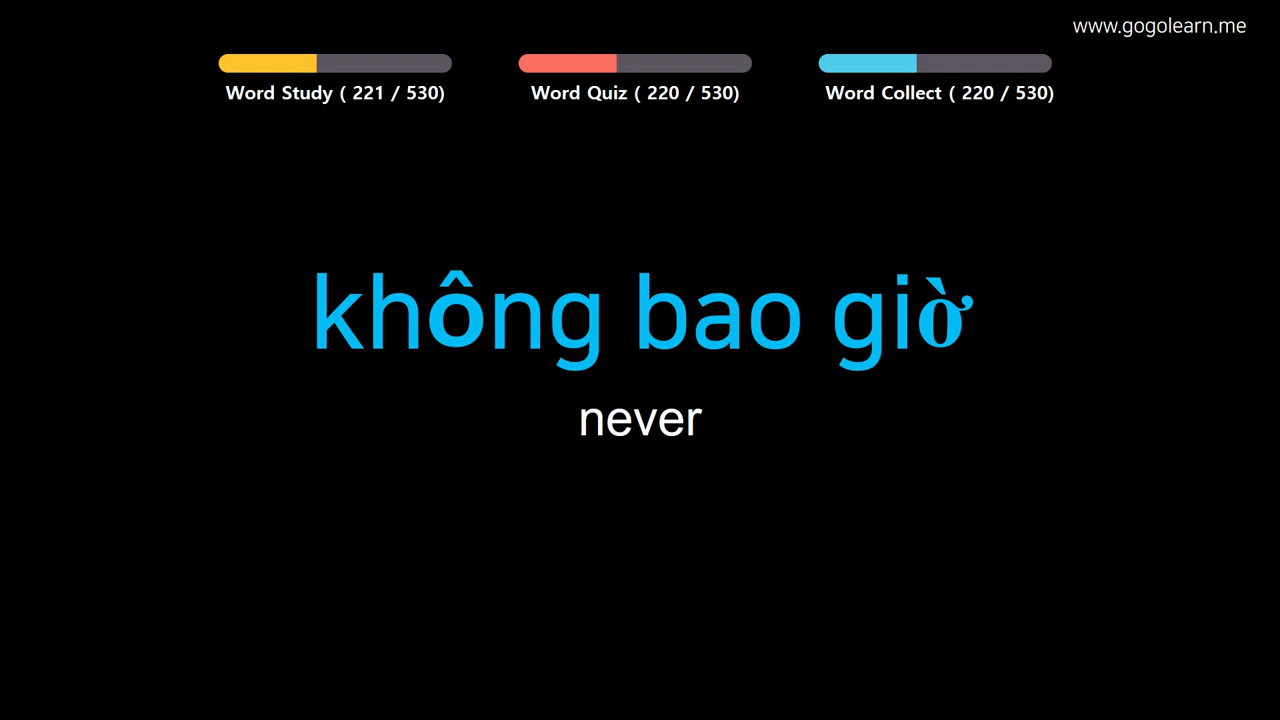 www.gogolearn.me
Word Study ( 221 / 530)
Word Quiz ( 220 / 530)
Word Collect ( 220 / 530)
không bao giờ
never